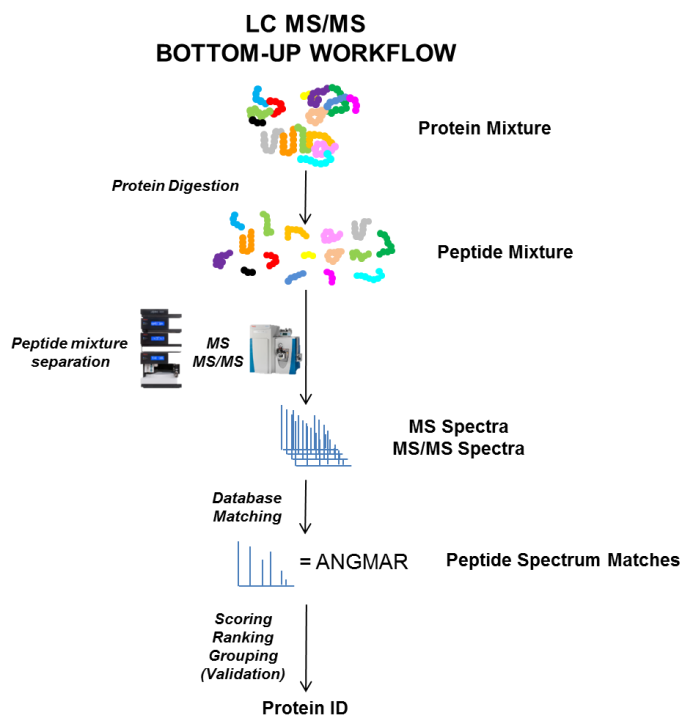 LC MS/MS
BOTTOM-UP WORKFLOW
Protein Mixture
Protein Digestion
Peptide Mixture
Peptide mixture
separation
MS
MS/MS
MS Spectra
MS/MS Spectra
Database
Matching
= ANGMAR
Peptide Spectrum Matches
Scoring
Ranking
Grouping
(Validation)
Protein ID